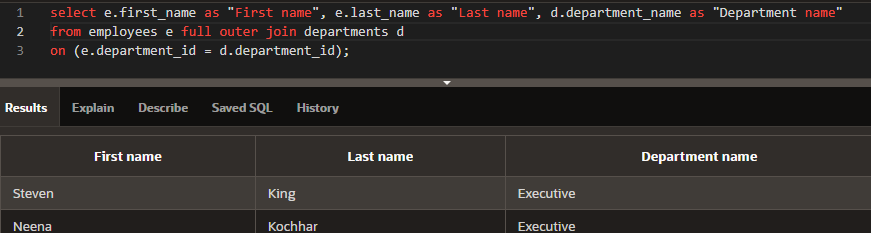 1 select e.first_name as "First name", e.last_name as "Last name", d.department_name as "Department name"
2 from employees e full outer join departments d
3 on (e.department_id = d.department_id);
Results Explain Describe Saved SQL History
First name Last name Department name
Steven King Executive
Neena Kochhar Executive